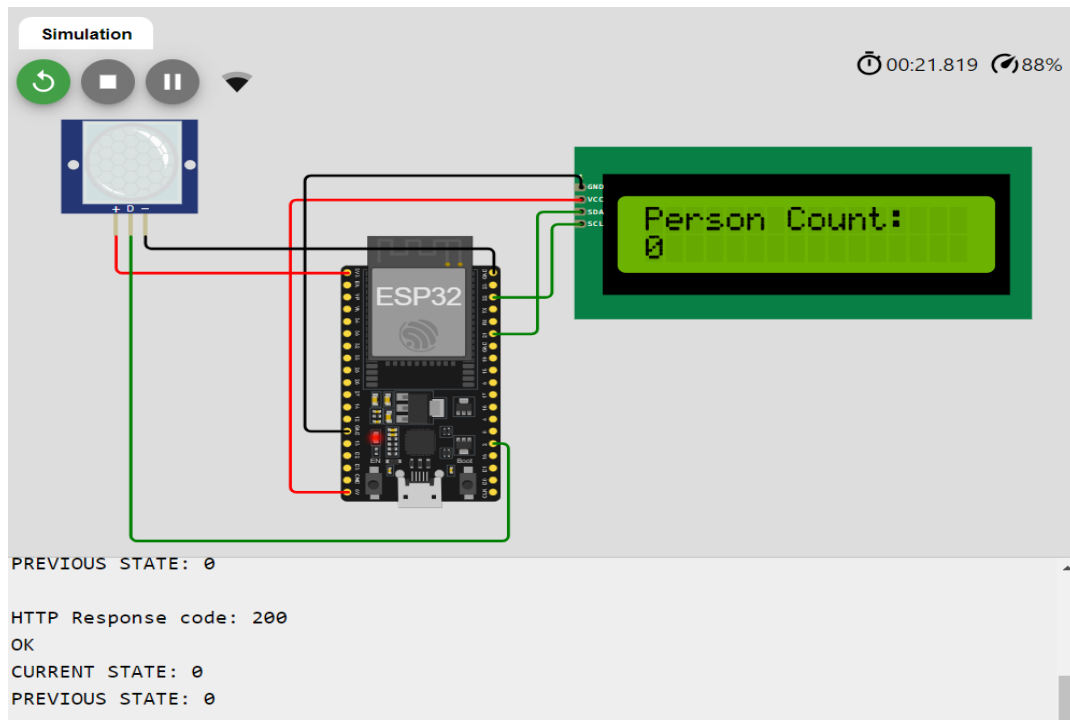 Simulation
00:21.819 88%
+ D −
GND
VCC
SDA
SCL
Person Count:
0
ESP32
EN
Boot
PREVIOUS STATE: 0
HTTP Response code: 200
OK
CURRENT STATE: 0
PREVIOUS STATE: 0